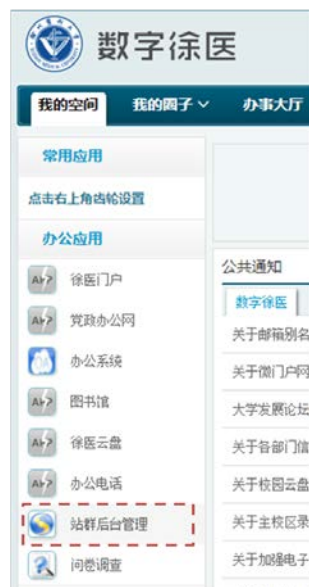 数字徐医
我的空间 我的圈子 办事大厅
常用应用
点击右上角齿轮设置
办公应用
徐医门户
党政办公网
办公系统
图书馆
徐医云盘
办公电话
站群后台管理
问卷调查
公共通知
数字徐医
关于邮箱别名
关于微门户网
大学发展论坛
关于各部门信
关于校园云盘
关于主校区录
关于加强电子